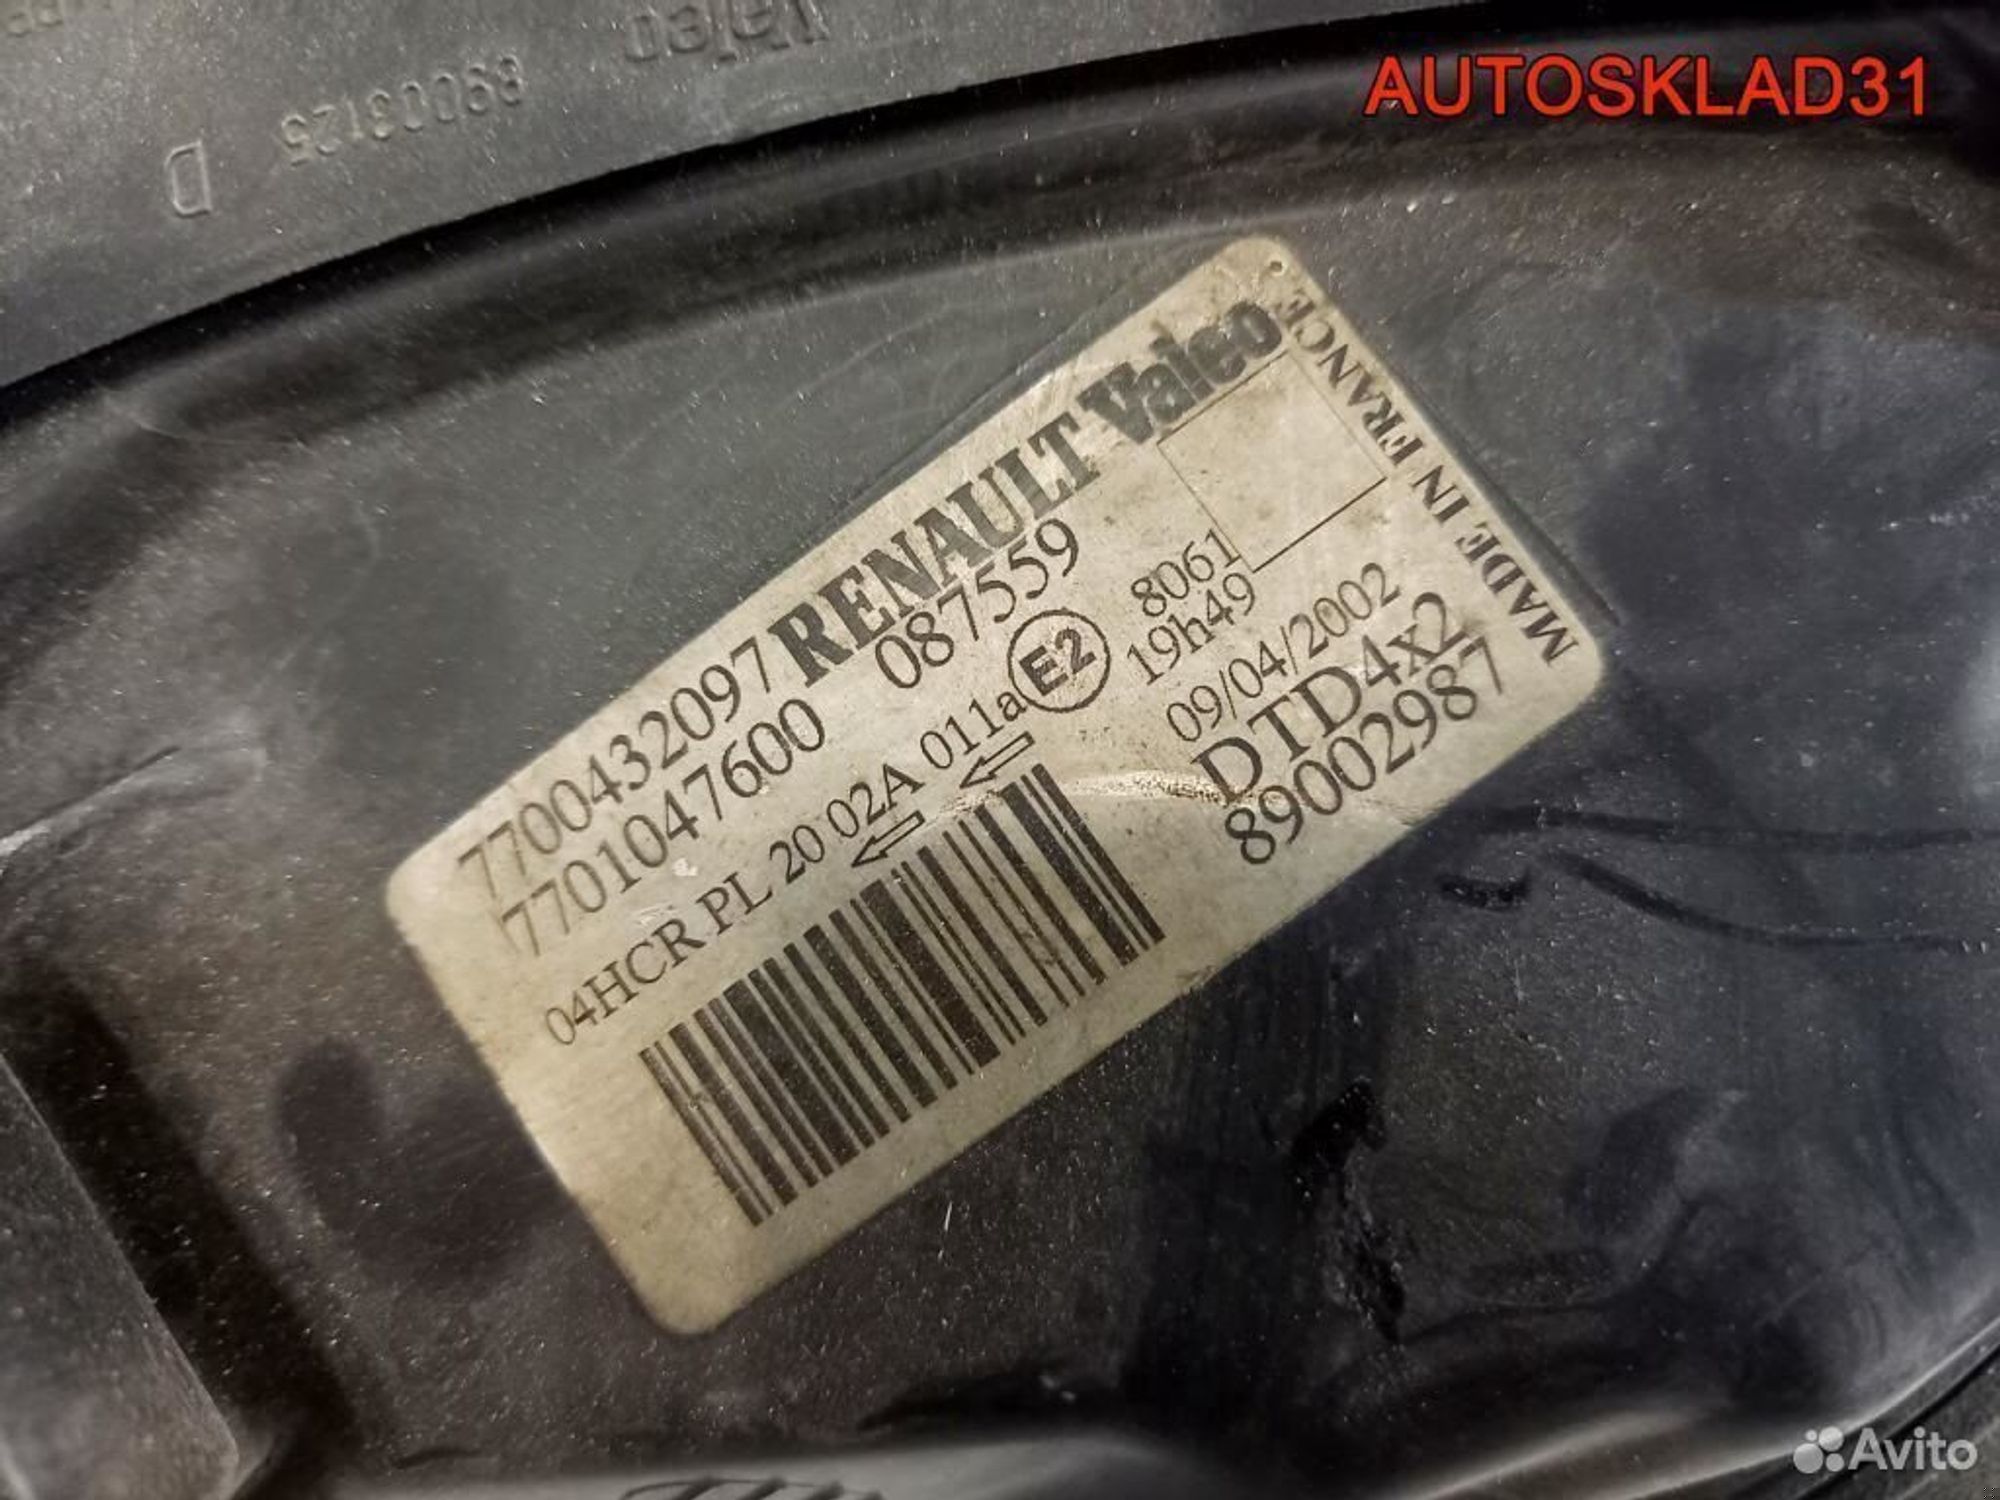 Valeo
89003125
D
AUTOSKLAD31
7700432097 RENAULT Valeo
7701047600 087559
04HCR PL 20 02A 011a E2
8061
19h49
09/04/2002
DTD4x2
89002987
MADE IN FRANCE
Avito